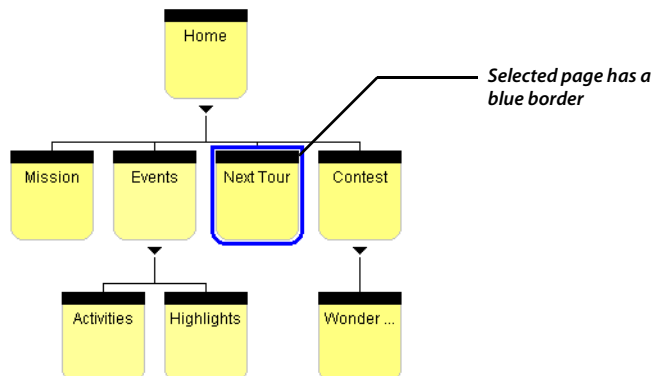 Home
Selected page has a
blue border
Mission
Events
Next Tour
Contest
Activities
Highlights
Wonder ...